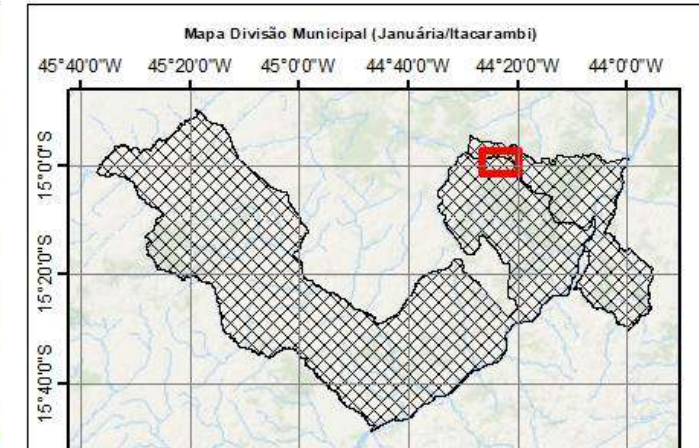 Mapa Divisão Municipal (Januária/Itacarambi)
45°40'0"W 45°20'0"W 45°0'0"W 44°40'0"W 44°20'0"W 44°0'0"W
15°0'0"S
15°20'0"S
15°40'0"S